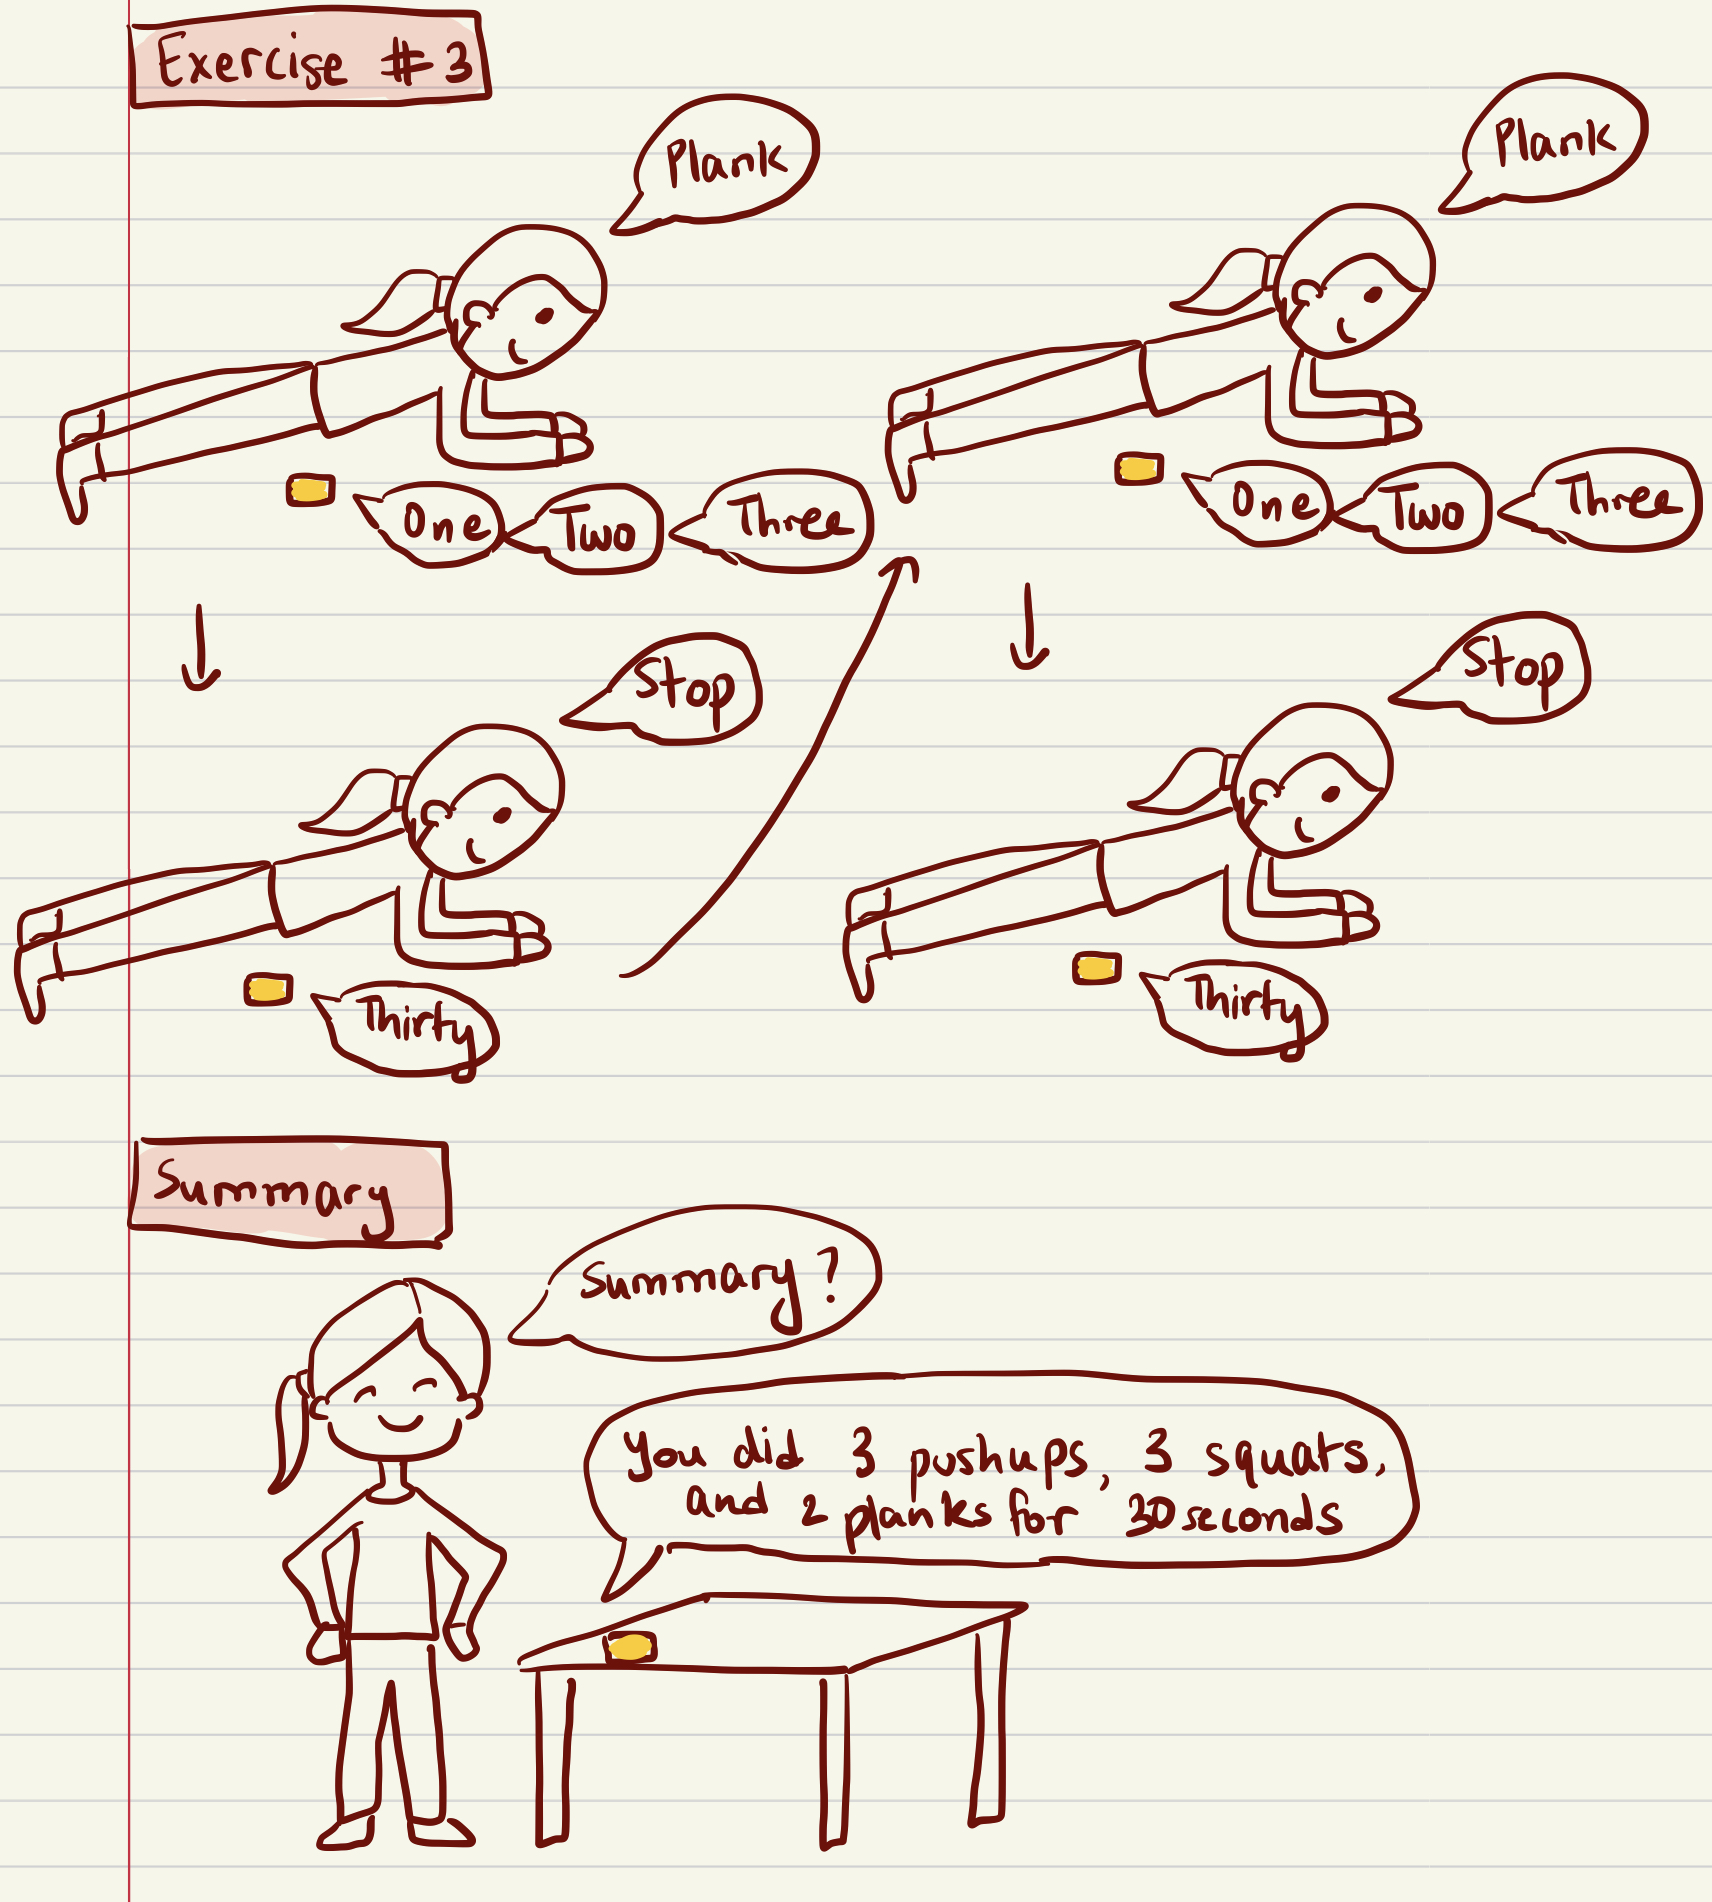 Exercise #3
Plank
One
Two
Three
Stop
Thirty
Plank
One
Two
Three
Stop
Thirty
Summary
Summary?
You did 3 pushups, 3 squats,
and 2 planks for 30 seconds